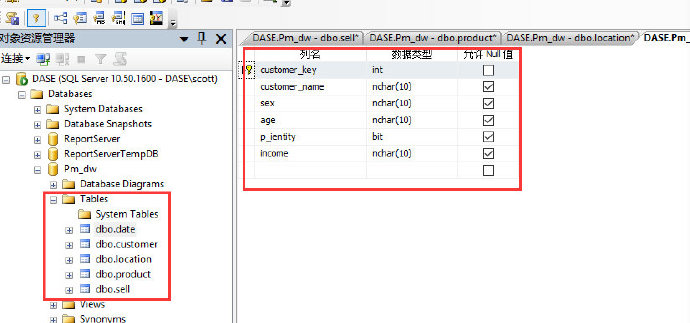 对象资源管理器
连接
DASE (SQL Server 10.50.1600 - DASE\scott)
Databases
System Databases
Database Snapshots
ReportServer
ReportServerTempDB
Pm_dw
Database Diagrams
Tables
System Tables
dbo.date
dbo.customer
dbo.location
dbo.product
dbo.sell
Views
Synonyms
DASE.Pm_dw - dbo.sell* DASE.Pm_dw - dbo.product* DASE.Pm_dw - dbo.location* DASE.Pm_
列名 数据类型 允许 Null 值
customer_key int
customer_name nchar(10)
sex nchar(10)
age nchar(10)
p_ientity bit
income nchar(10)